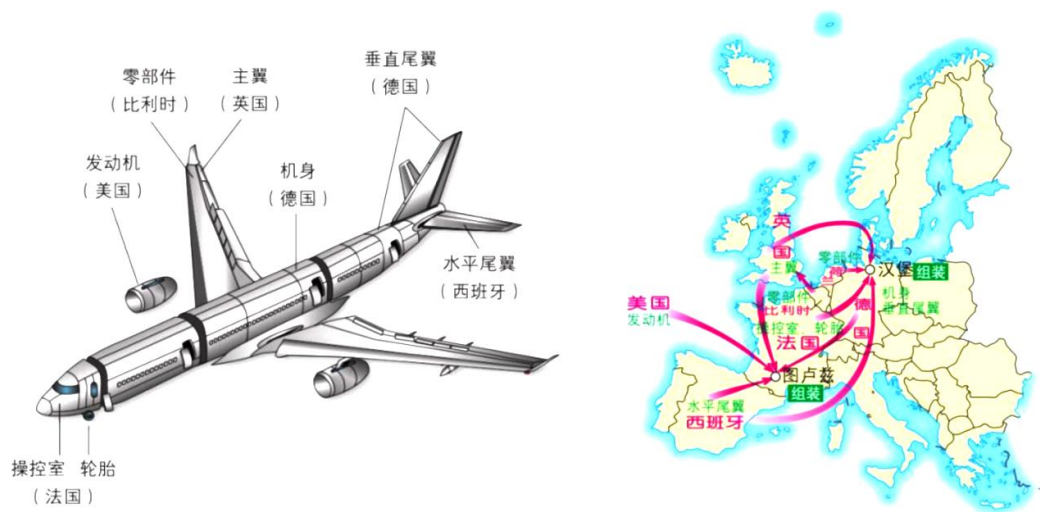 垂直尾翼
（德国）
零部件
（比利时）
主翼
（英国）
发动机
（美国）
机身
（德国）
水平尾翼
（西班牙）
操控室 轮胎
（法国）
英
国
主翼
零部件
荷
兰
汉堡
组装
美国
发动机
零部件
比利时
德
国
机身
垂直尾翼
操控室、轮胎
法国
图卢兹
组装
水平尾翼
西班牙